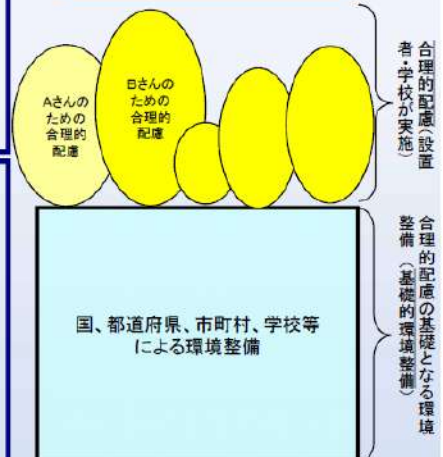 Aさんの
ための
合理的
配慮
Bさんの
ための
合理的
配慮
合理的配慮(設置
者・学校が実施)
国、都道府県、市町村、学校等
による環境整備
合理的配慮の基礎となる環境
整備(基礎的環境整備)